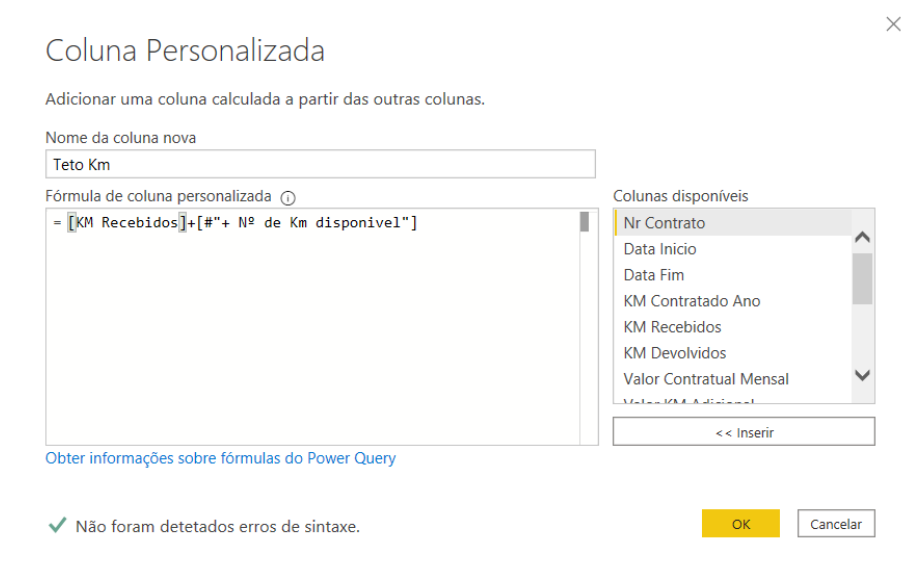 Coluna Personalizada
Adicionar uma coluna calculada a partir das outras colunas.
Nome da coluna nova
Teto Km
Fórmula de coluna personalizada
= [KM Recebidos]+[#"+ Nº de Km disponivel"]
Colunas disponíveis
Nr Contrato
Data Inicio
Data Fim
KM Contratado Ano
KM Recebidos
KM Devolvidos
Valor Contratual Mensal
Valor KM Adicional
<< Inserir
Obter informações sobre fórmulas do Power Query
Não foram detetados erros de sintaxe.
OK
Cancelar